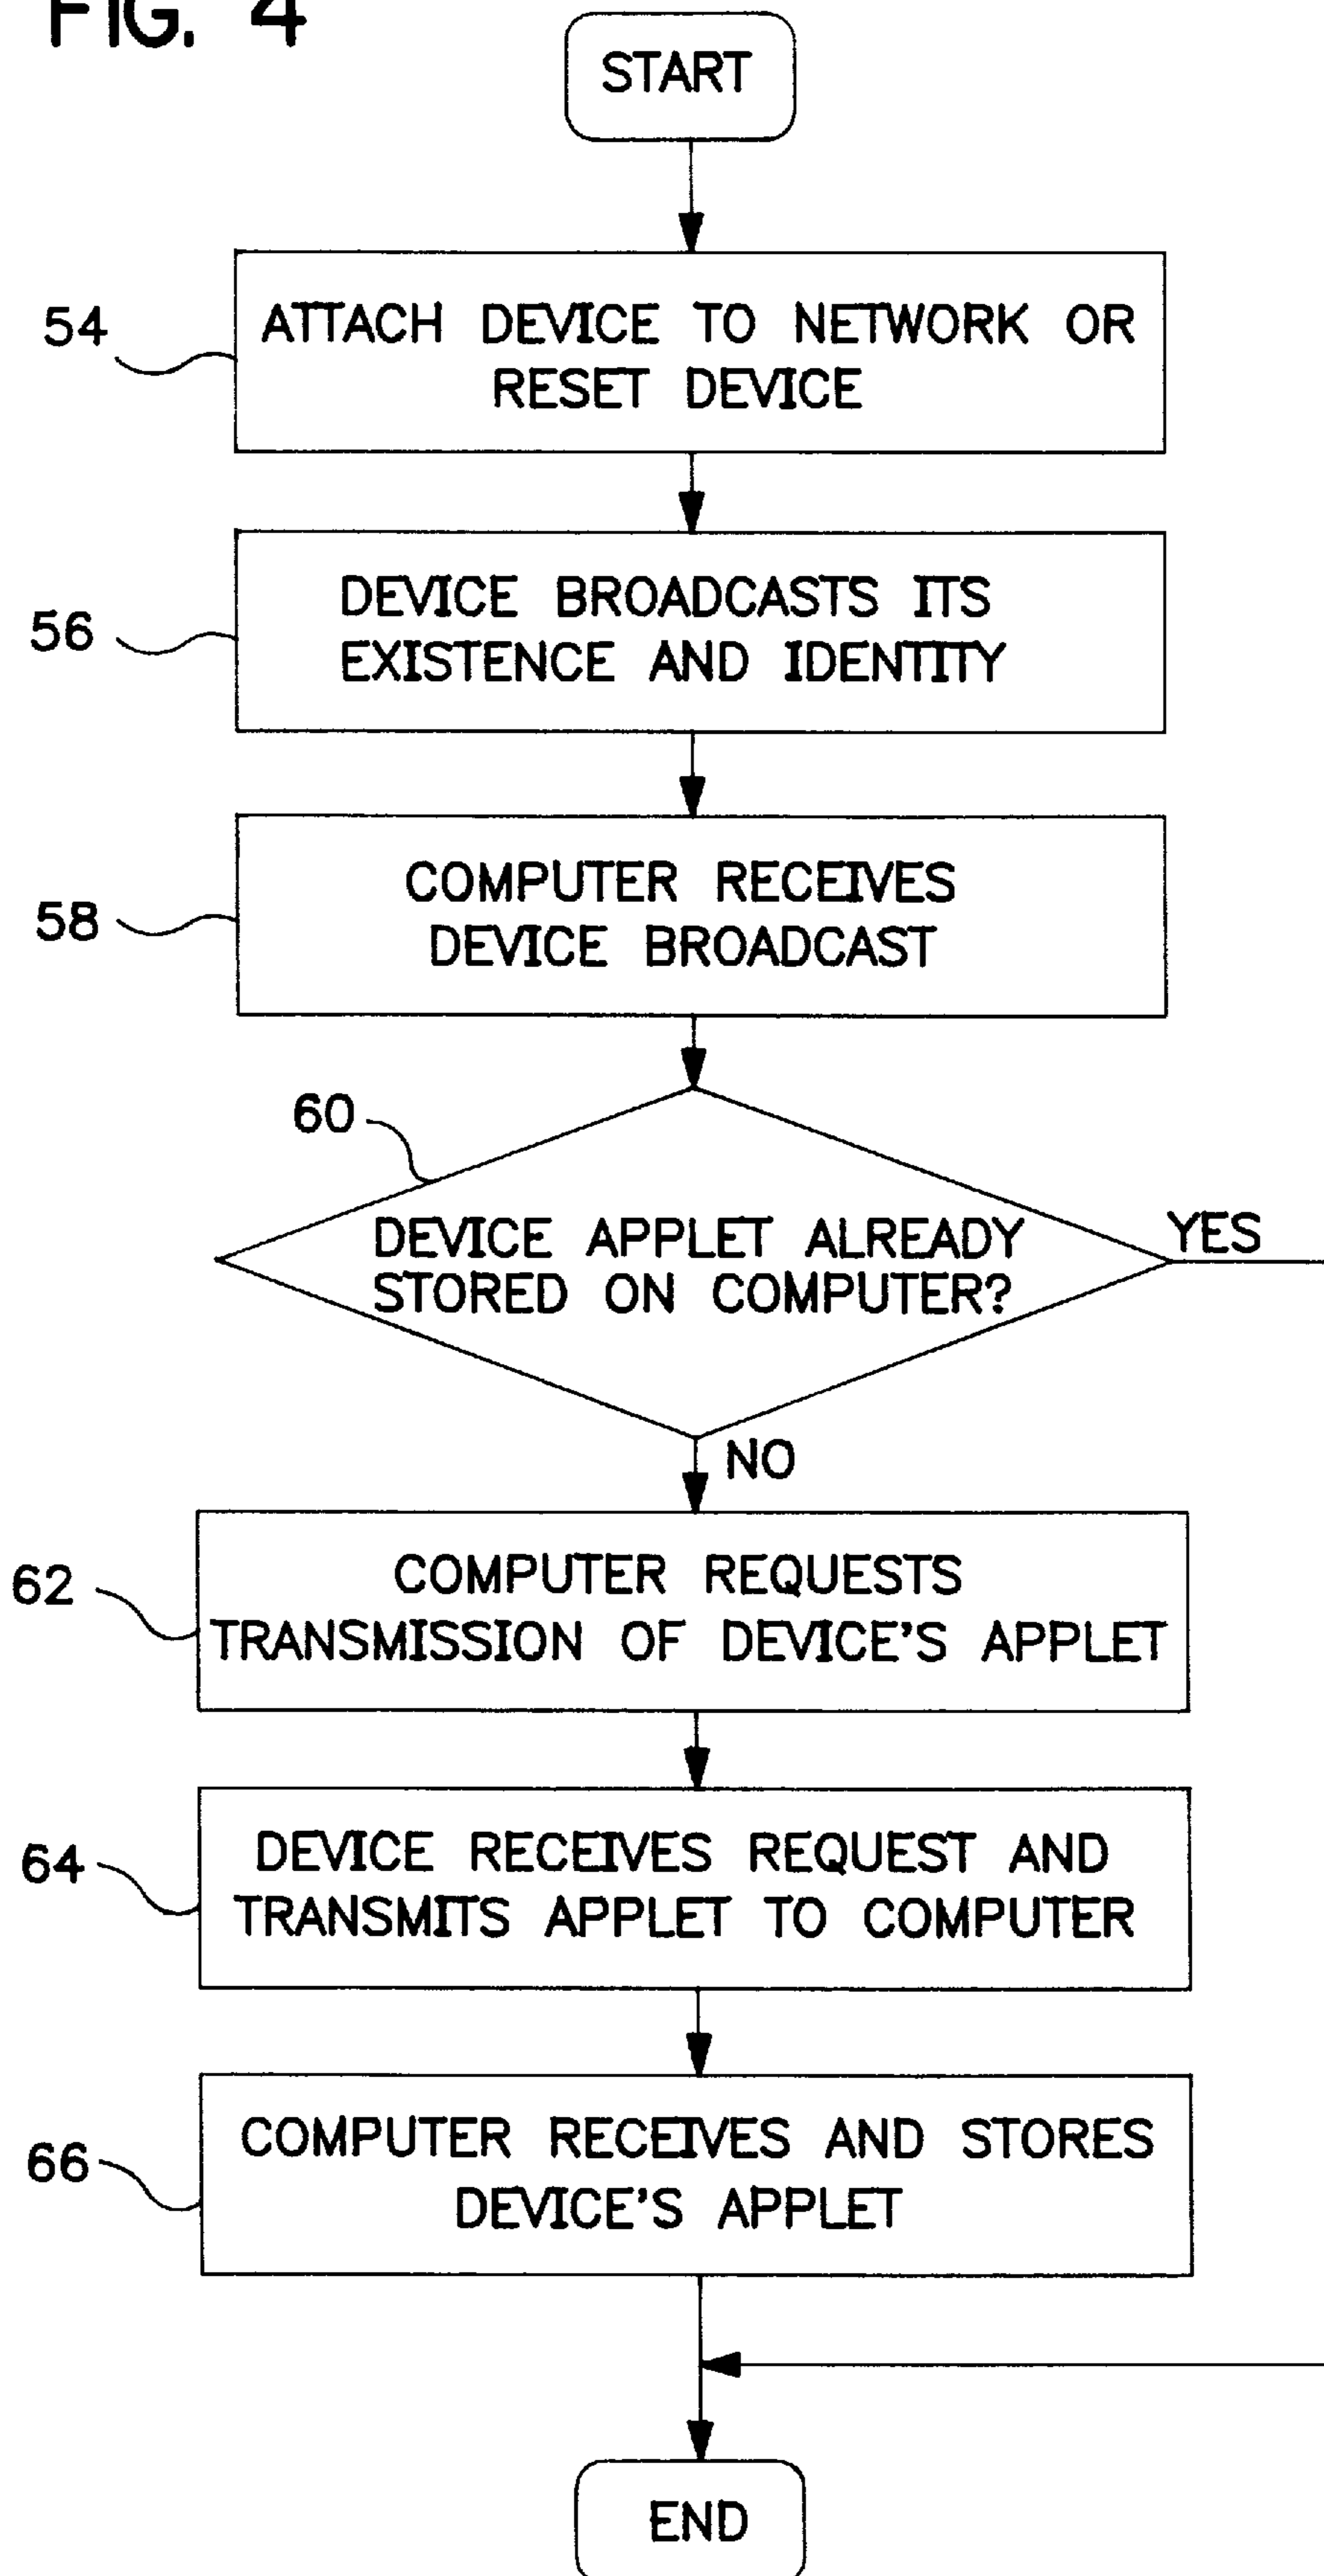 FIG. 4
START
54
ATTACH DEVICE TO NETWORK OR
RESET DEVICE
56
DEVICE BROADCASTS ITS
EXISTENCE AND IDENTITY
58
COMPUTER RECEIVES
DEVICE BROADCAST
60
DEVICE APPLET ALREADY
STORED ON COMPUTER?
YES
NO
62
COMPUTER REQUESTS
TRANSMISSION OF DEVICE'S APPLET
64
DEVICE RECEIVES REQUEST AND
TRANSMITS APPLET TO COMPUTER
66
COMPUTER RECEIVES AND STORES
DEVICE'S APPLET
END